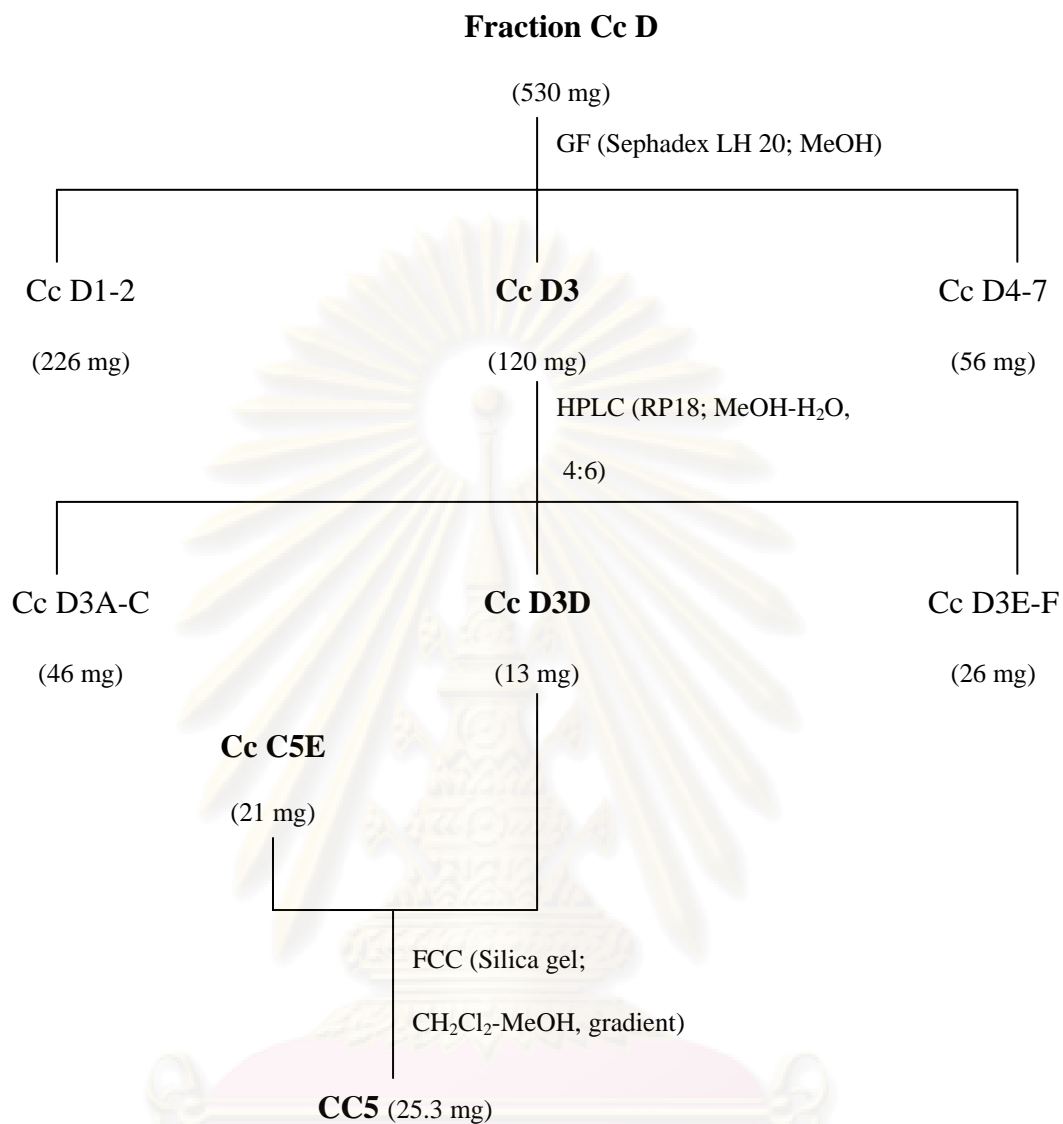 Fraction Cc D
(530 mg)
GF (Sephadex LH 20; MeOH)
Cc D1-2
Cc D3
Cc D4-7
(226 mg)
(120 mg)
(56 mg)
HPLC (RP18; MeOH-H₂O,
4:6)
Cc D3A-C
Cc D3D
Cc D3E-F
(46 mg)
(13 mg)
(26 mg)
Cc C5E
(21 mg)
FCC (Silica gel;
CH₂Cl₂-MeOH, gradient)
CC5 (25.3 mg)